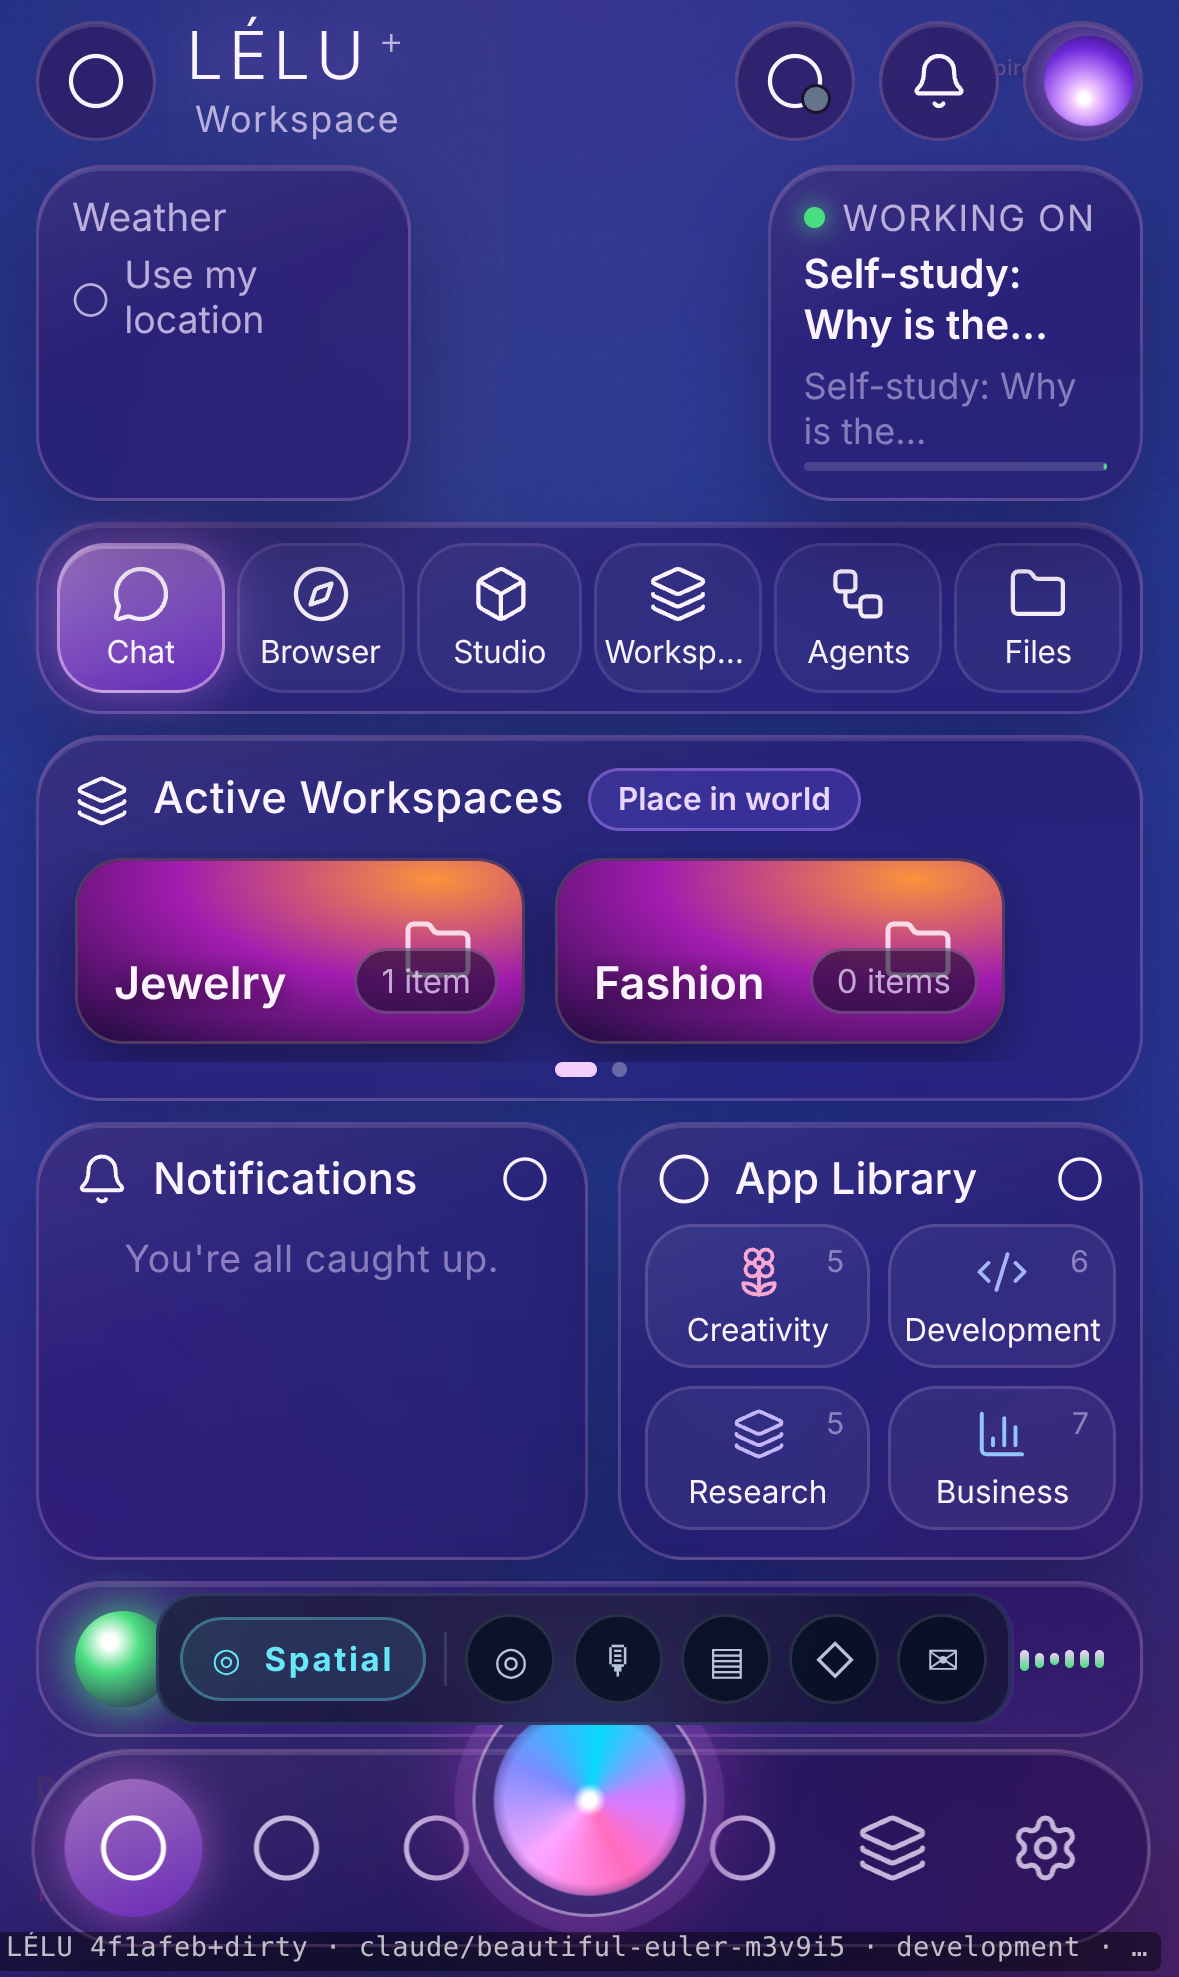 LÉLU +
Workspace
Weather
Use my
location
WORKING ON
Self-study:
Why is the...
Self-study: Why
is the...
Chat
Browser
Studio
Worksp...
Agents
Files
Active Workspaces
Place in world
Jewelry
1 item
Fashion
0 items
Notifications
You're all caught up.
App Library
5
Creativity
6
Development
5
Research
7
Business
Spatial
LÉLU 4f1afeb+dirty · claude/beautiful-euler-m3v9i5 · development · …